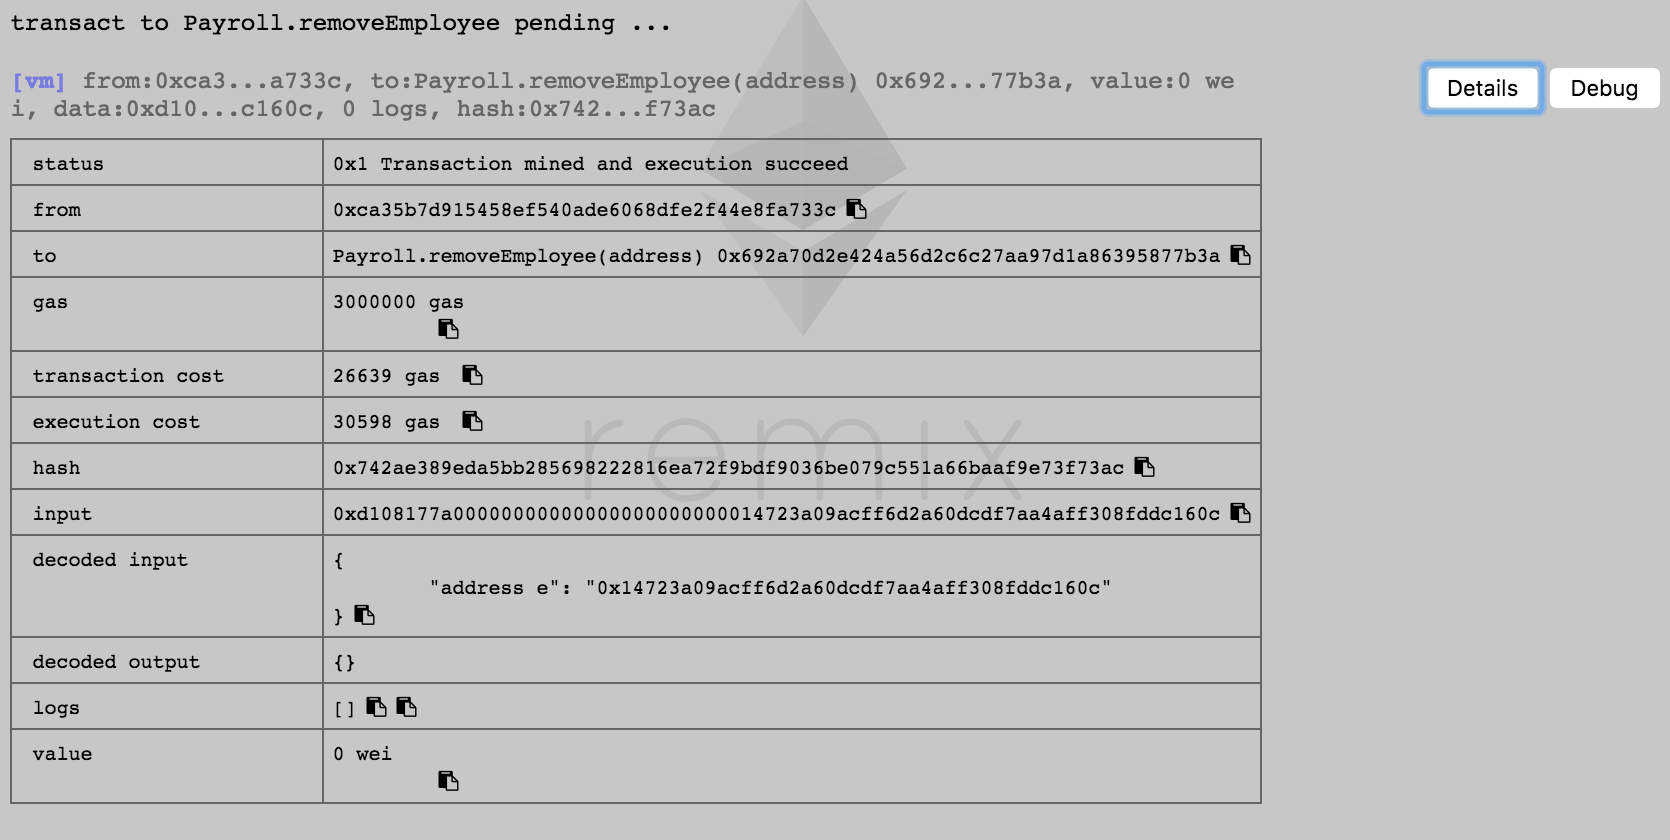 transact to Payroll.removeEmployee pending ...
[vm] from:0xca3...a733c, to:Payroll.removeEmployee(address) 0x692...77b3a, value:0 we
i, data:0xd10...c160c, 0 logs, hash:0x742...f73ac
Details
Debug
status 0x1 Transaction mined and execution succeed
from 0xca35b7d915458ef540ade6068dfe2f44e8fa733c
to Payroll.removeEmployee(address) 0x692a70d2e424a56d2c6c27aa97d1a86395877b3a
gas 3000000 gas
transaction cost 26639 gas
execution cost 30598 gas
remix
hash 0x742ae389eda5bb285698222816ea72f9bdf9036be079c551a66baaf9e73f73ac
input 0xd108177a00000000000000000000000014723a09acff6d2a60dcdf7aa4aff308fddc160c
decoded input {
"address e": "0x14723a09acff6d2a60dcdf7aa4aff308fddc160c"
}
decoded output {}
logs []
value 0 wei